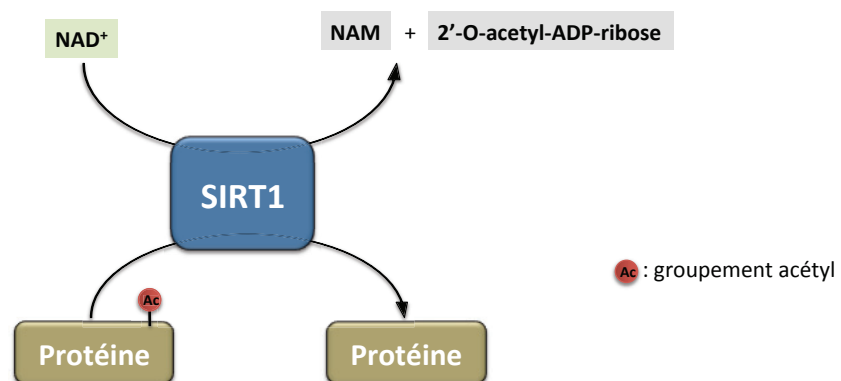 NAD⁺
NAM + 2’-O-acetyl-ADP-ribose
SIRT1
Ac : groupement acétyl
Ac
Protéine
Protéine